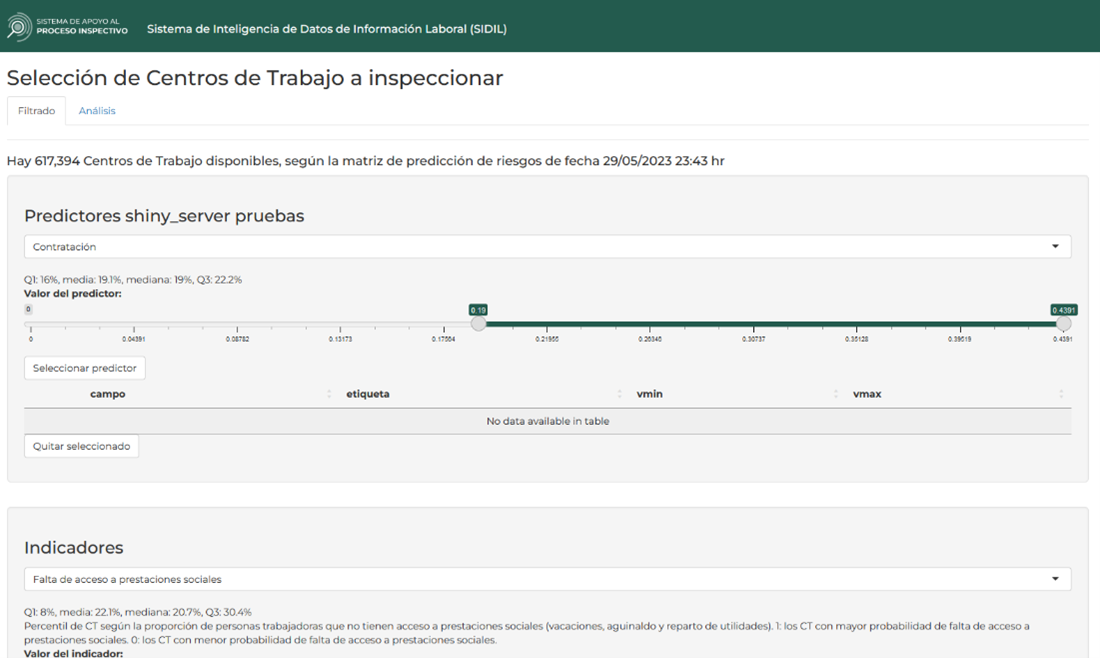 SISTEMA DE APOYO AL
PROCESO INSPECTIVO
Sistema de Inteligencia de Datos de Información Laboral (SIDIL)
Selección de Centros de Trabajo a inspeccionar
Filtrado
Análisis
Hay 617,394 Centros de Trabajo disponibles, según la matriz de predicción de riesgos de fecha 29/05/2023 23:43 hr
Predictores shiny_server pruebas
Contratación
Q1: 16%, media: 19.1%, mediana: 19%, Q3: 22.2%
Valor del predictor:
0 0.19 0.4391
0 0.04391 0.08782 0.13173 0.17564 0.21955 0.26346 0.30737 0.35128 0.39519 0.4391
Seleccionar predictor
campo etiqueta vmin vmax
No data available in table
Quitar seleccionado
Indicadores
Falta de acceso a prestaciones sociales
Q1: 8%, media: 22.1%, mediana: 20.7%, Q3: 30.4%
Percentil de CT según la proporción de personas trabajadoras que no tienen acceso a prestaciones sociales (vacaciones, aguinaldo y reparto de utilidades). 1: los CT con mayor probabilidad de falta de acceso a
prestaciones sociales. 0: los CT con menor probabilidad de falta de acceso a prestaciones sociales.
Valor del indicador: